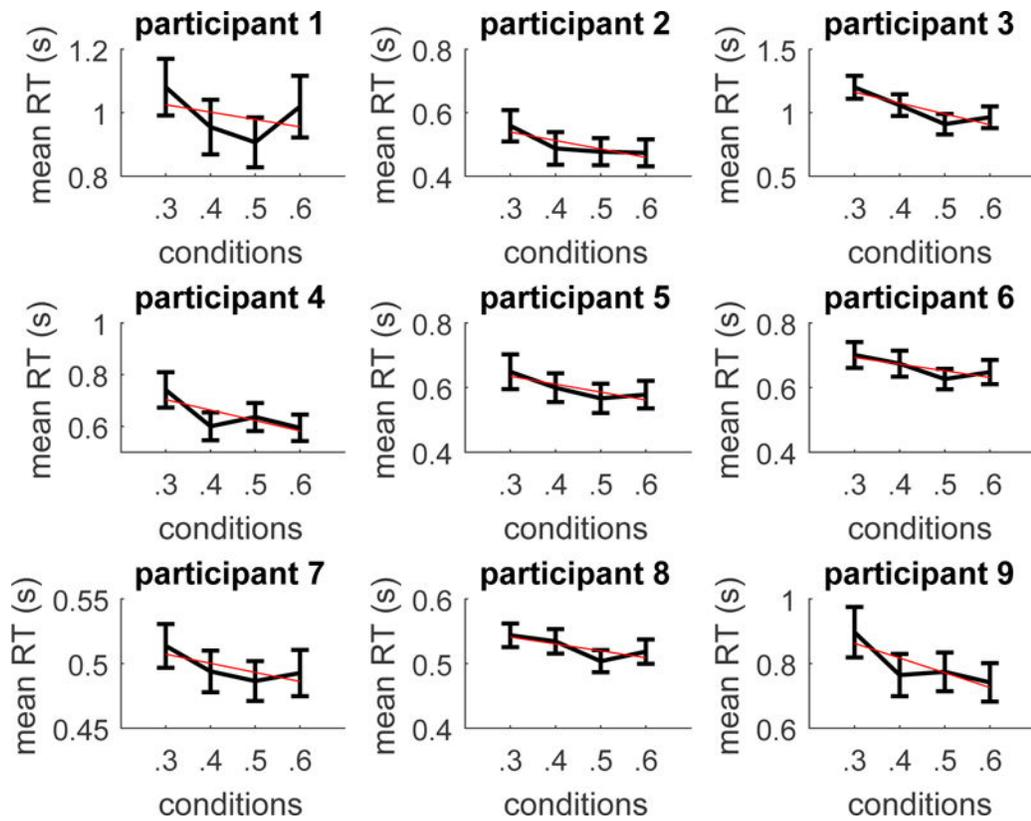 participant 1
mean RT (s)
1.2
1
0.8
.3 .4 .5 .6
conditions
participant 2
mean RT (s)
0.8
0.6
0.4
.3 .4 .5 .6
conditions
participant 3
mean RT (s)
1.5
1
0.5
.3 .4 .5 .6
conditions
participant 4
mean RT (s)
1
0.8
0.6
.3 .4 .5 .6
conditions
participant 5
mean RT (s)
0.8
0.6
0.4
.3 .4 .5 .6
conditions
participant 6
mean RT (s)
0.8
0.6
0.4
.3 .4 .5 .6
conditions
participant 7
mean RT (s)
0.55
0.5
0.45
.3 .4 .5 .6
conditions
participant 8
mean RT (s)
0.6
0.5
0.4
.3 .4 .5 .6
conditions
participant 9
mean RT (s)
1
0.8
0.6
.3 .4 .5 .6
conditions